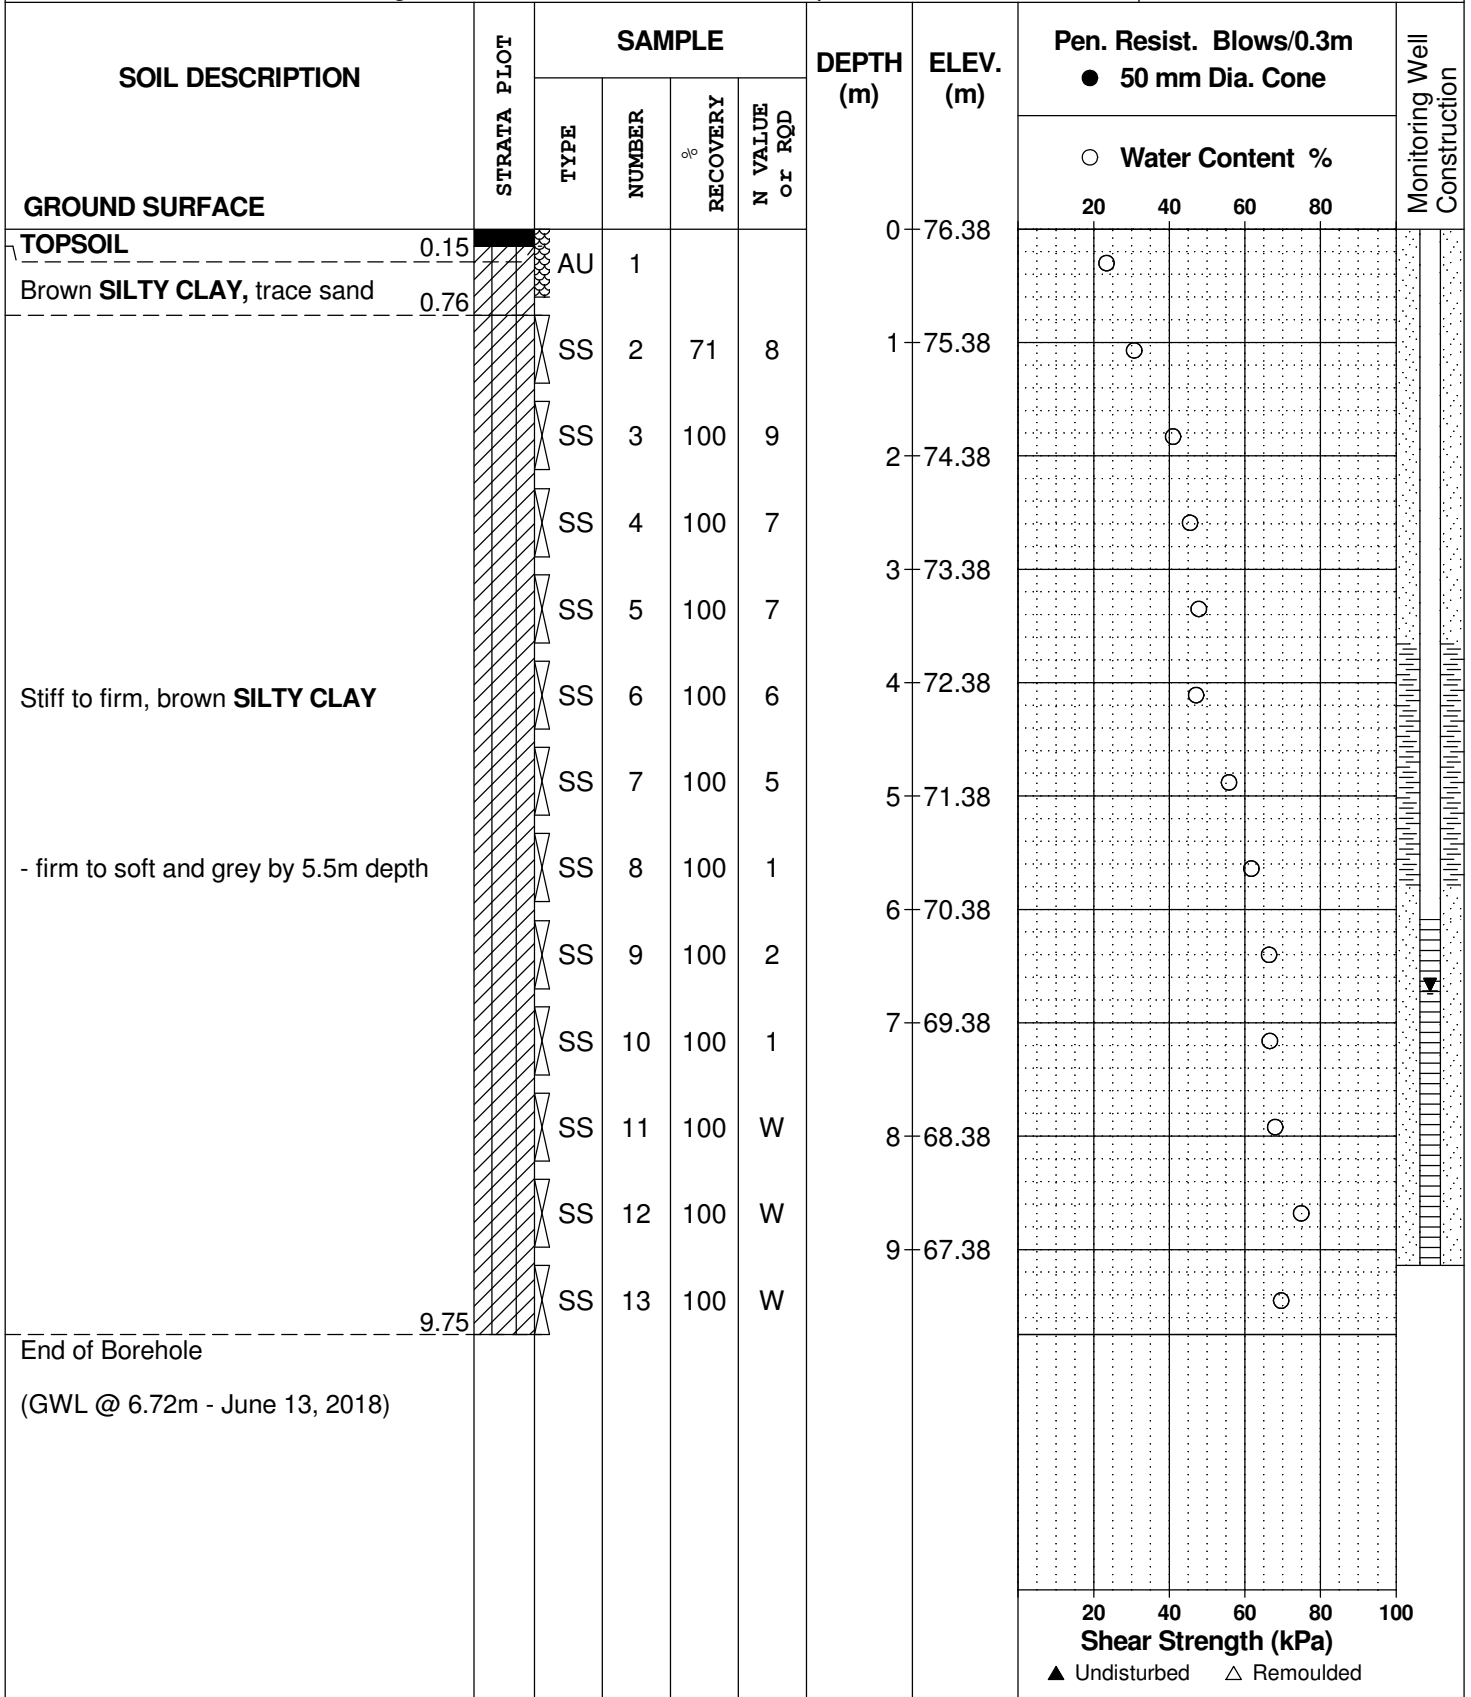 SOIL DESCRIPTION
GROUND SURFACE
STRATA PLOT
SAMPLE
TYPE
NUMBER
% RECOVERY
N VALUE or RQD
DEPTH (m)
ELEV. (m)
Pen. Resist. Blows/0.3m
● 50 mm Dia. Cone
○ Water Content %
20 40 60 80
Monitoring Well Construction
0 76.38
TOPSOIL 0.15
AU 1
Brown SILTY CLAY, trace sand
0.76
1 75.38
SS 2 71 8
SS 3 100 9
2 74.38
SS 4 100 7
3 73.38
SS 5 100 7
4 72.38
Stiff to firm, brown SILTY CLAY
SS 6 100 6
SS 7 100 5
5 71.38
- firm to soft and grey by 5.5m depth
SS 8 100 1
6 70.38
SS 9 100 2
7 69.38
SS 10 100 1
SS 11 100 W
8 68.38
SS 12 100 W
9 67.38
SS 13 100 W
9.75
End of Borehole
(GWL @ 6.72m - June 13, 2018)
20 40 60 80 100
Shear Strength (kPa)
▲ Undisturbed △ Remoulded